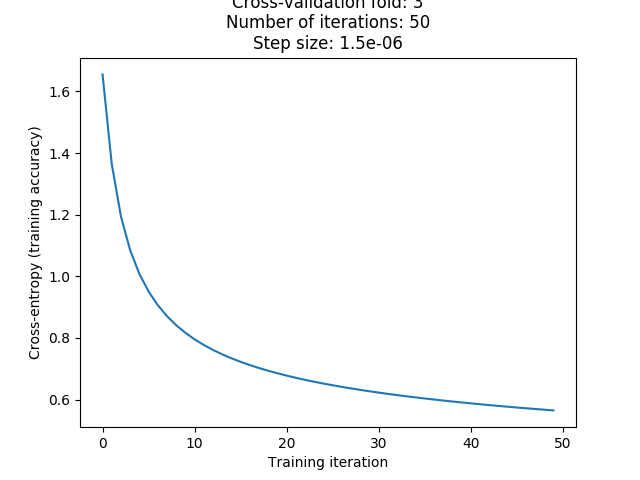 Cross-validation fold: 3
Number of iterations: 50
Step size: 1.5e-06
1.6
1.4
1.2
1.0
0.8
0.6
Cross-entropy (training accuracy)
0 10 20 30 40 50
Training iteration